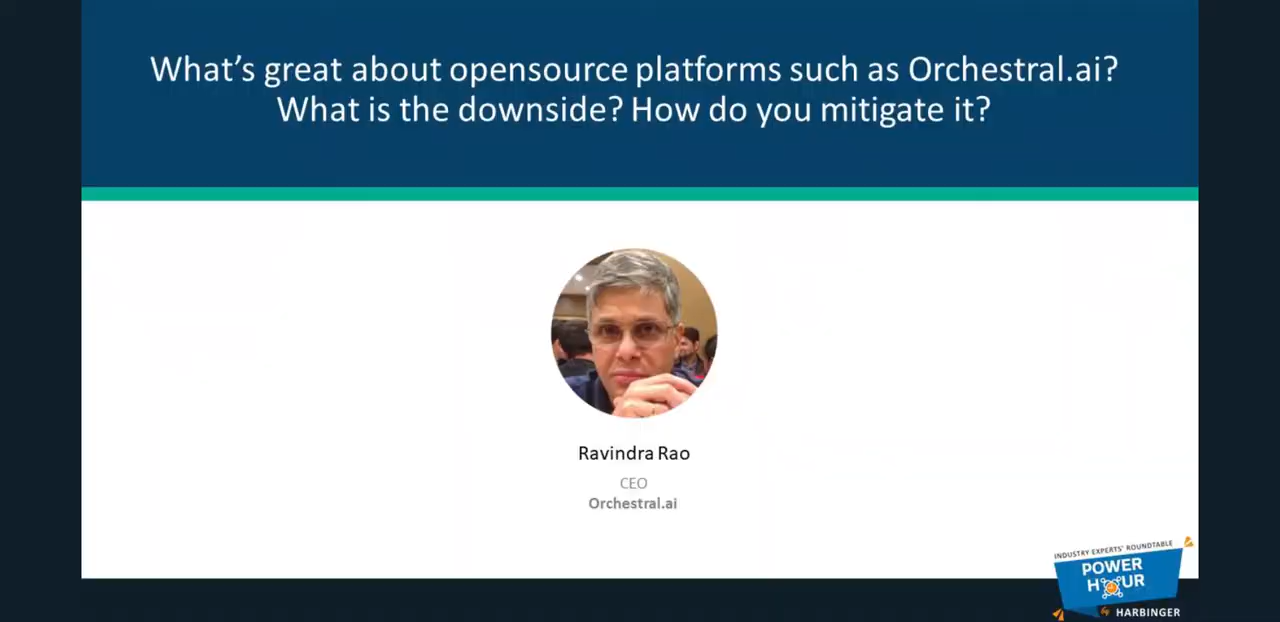 What's great about opensource platforms such as Orchestral.ai?
What is the downside? How do you mitigate it?
Ravindra Rao
CEO
Orchestral.ai
INDUSTRY EXPERTS' ROUNDTABLE
POWER
HOUR
HARBINGER